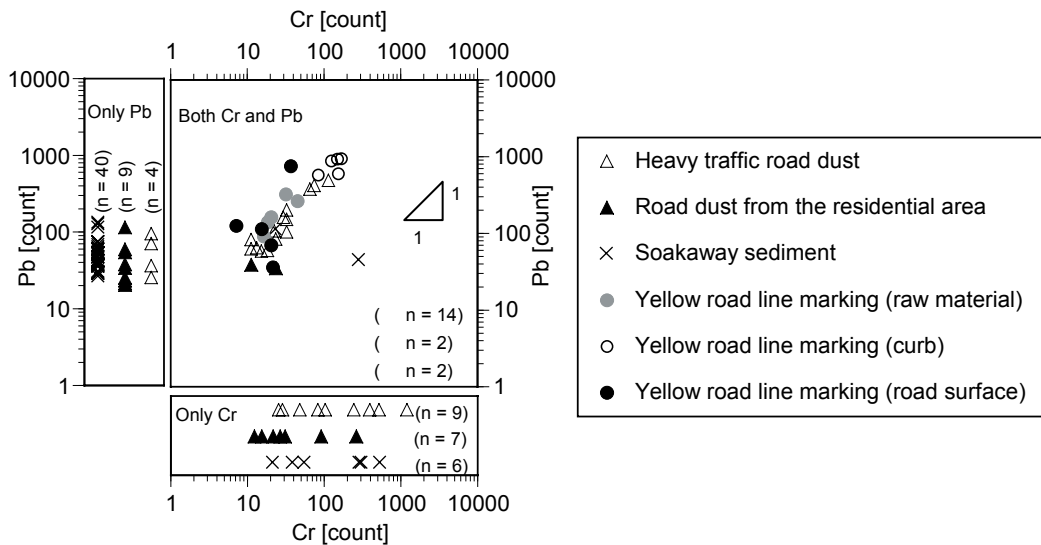 Cr [count]
1 10 100 1000 10000
10000 10000
Only Pb
Both Cr and Pb
(n = 40)
(n = 9)
(n = 4)
1000 1000
Pb [count]
Pb [count]
1
1
100 100
10 10
( n = 14)
( n = 2)
( n = 2)
1 1
Only Cr
(n = 9)
(n = 7)
(n = 6)
1 10 100 1000 10000
Cr [count]
Heavy traffic road dust
Road dust from the residential area
Soakaway sediment
Yellow road line marking (raw material)
Yellow road line marking (curb)
Yellow road line marking (road surface)